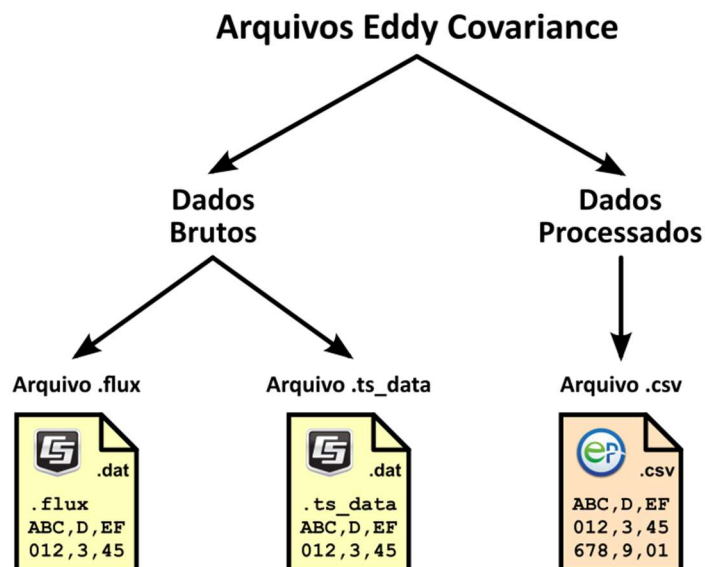 Arquivos Eddy Covariance
Dados
Brutos
Dados
Processados
Arquivo .flux
Arquivo .ts_data
Arquivo .csv
.dat
.flux
ABC,D,EF
012,3,45
.dat
.ts_data
ABC,D,EF
012,3,45
eP
.csv
ABC,D,EF
012,3,45
678,9,01